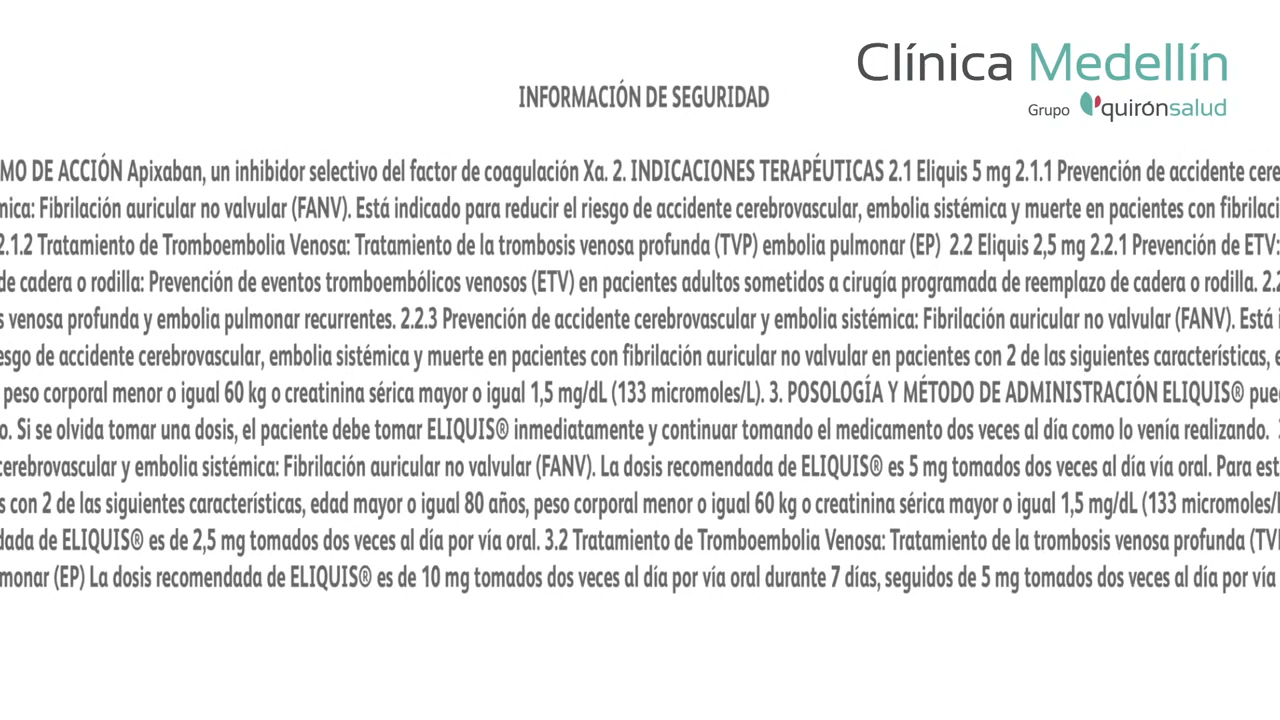 Clínica Medellín
Grupo quirónsalud
INFORMACIÓN DE SEGURIDAD
MO DE ACCIÓN Apixaban, un inhibidor selectivo del factor de coagulación Xa. 2. INDICACIONES TERAPÉUTICAS 2.1 Eliquis 5 mg 2.1.1 Prevención de accidente cere
mica: Fibrilación auricular no valvular (FANV). Está indicado para reducir el riesgo de accidente cerebrovascular, embolia sistémica y muerte en pacientes con fibrilaci
2.1.2 Tratamiento de Tromboembolia Venosa: Tratamiento de la trombosis venosa profunda (TVP) embolia pulmonar (EP) 2.2 Eliquis 2,5 mg 2.2.1 Prevención de ETV:
de cadera o rodilla: Prevención de eventos tromboembólicos venosos (ETV) en pacientes adultos sometidos a cirugía programada de reemplazo de cadera o rodilla. 2.2
s venosa profunda y embolia pulmonar recurrentes. 2.2.3 Prevención de accidente cerebrovascular y embolia sistémica: Fibrilación auricular no valvular (FANV). Está i
esgo de accidente cerebrovascular, embolia sistémica y muerte en pacientes con fibrilación auricular no valvular en pacientes con 2 de las siguientes características, e
peso corporal menor o igual 60 kg o creatinina sérica mayor o igual 1,5 mg/dL (133 micromoles/L). 3. POSOLOGÍA Y MÉTODO DE ADMINISTRACIÓN ELIQUIS® pue
o. Si se olvida tomar una dosis, el paciente debe tomar ELIQUIS® inmediatamente y continuar tomando el medicamento dos veces al día como lo venía realizando.
cerebrovascular y embolia sistémica: Fibrilación auricular no valvular (FANV). La dosis recomendada de ELIQUIS® es 5 mg tomados dos veces al día vía oral. Para est
s con 2 de las siguientes características, edad mayor o igual 80 años, peso corporal menor o igual 60 kg o creatinina sérica mayor o igual 1,5 mg/dL (133 micromoles/
dada de ELIQUIS® es de 2,5 mg tomados dos veces al día por vía oral. 3.2 Tratamiento de Tromboembolia Venosa: Tratamiento de la trombosis venosa profunda (TV
monar (EP) La dosis recomendada de ELIQUIS® es de 10 mg tomados dos veces al día por vía oral durante 7 días, seguidos de 5 mg tomados dos veces al día por vía